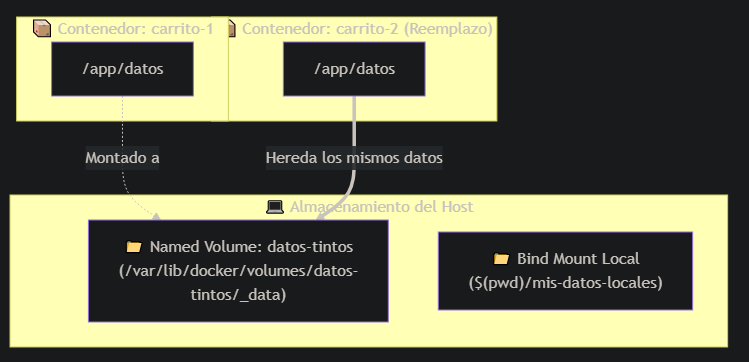 Contenedor: carrito-1
Contenedor: carrito-2 (Reemplazo)
/app/datos
/app/datos
Montado a
Hereda los mismos datos
Almacenamiento del Host
Named Volume: datos-tintos
(/var/lib/docker/volumes/datos-
tintos/_data)
Bind Mount Local
($(pwd)/mis-datos-locales)